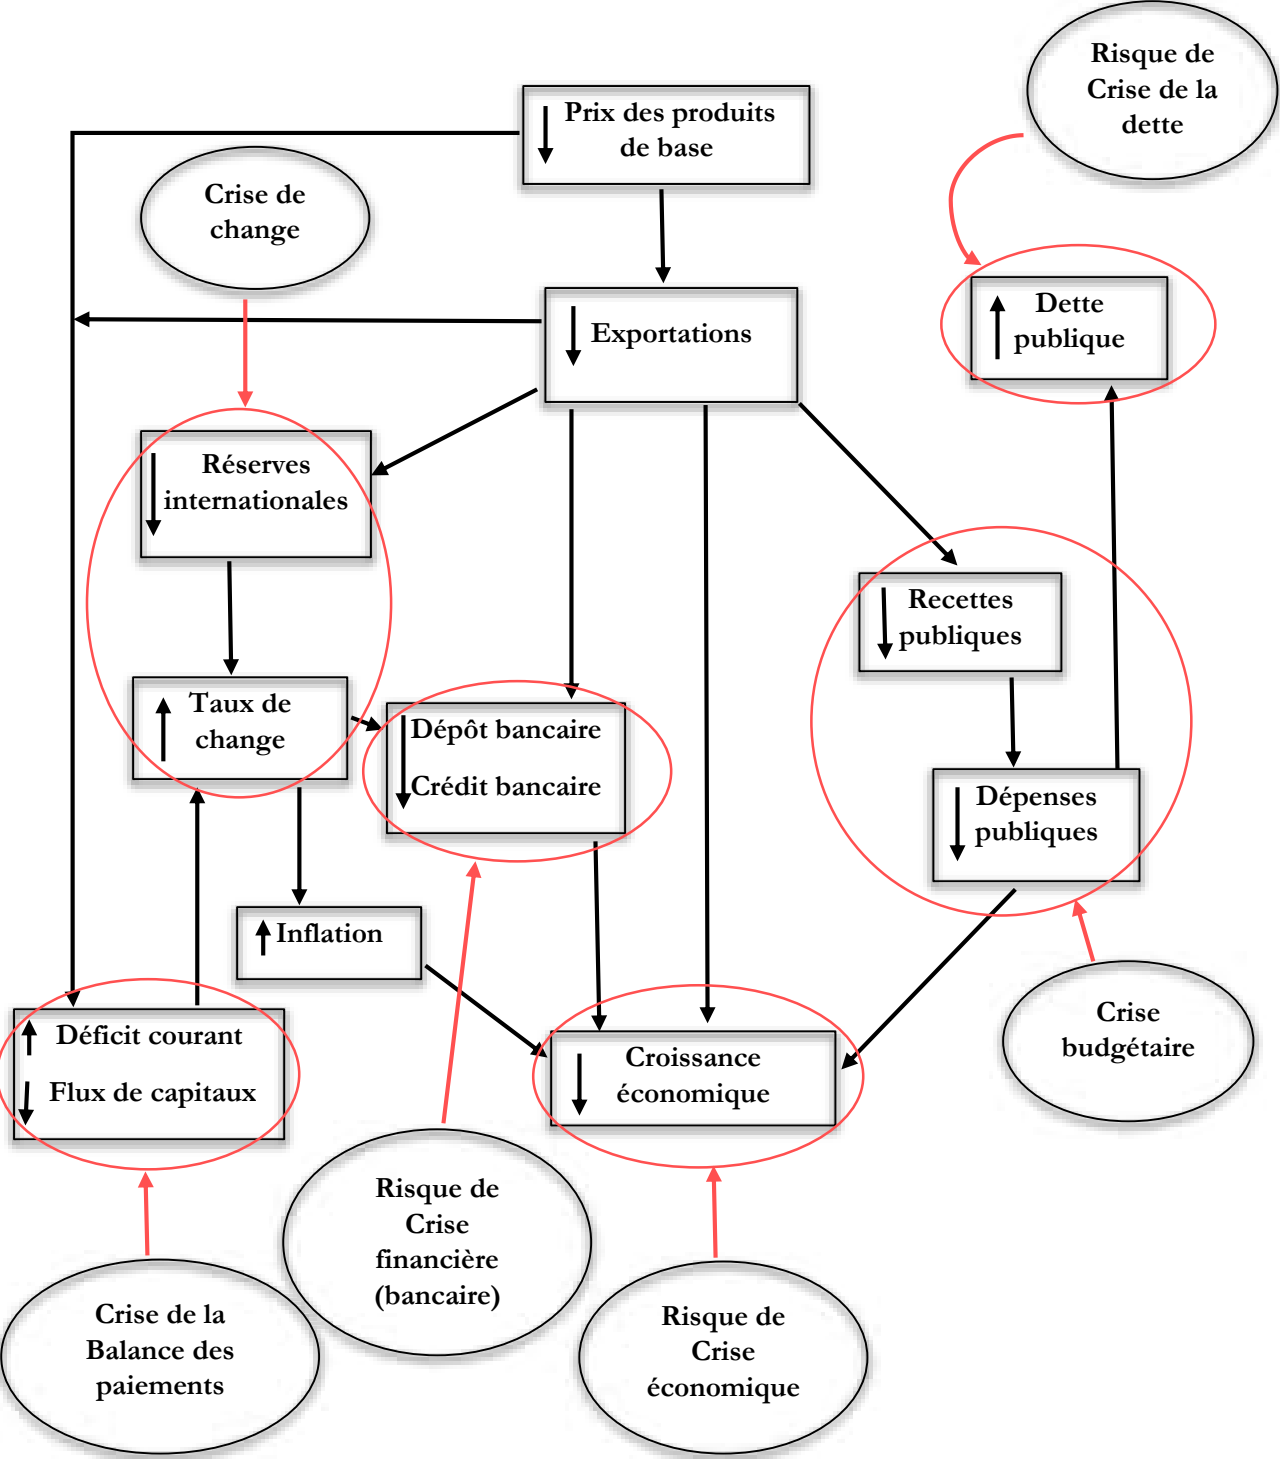 Risque de
Crise de la
dette
Prix des produits
de base
Crise de
change
Dette
publique
Exportations
Réserves
internationales
Recettes
publiques
Taux de
change
Dépôt bancaire
Crédit bancaire
Dépenses
publiques
Inflation
Crise
budgétaire
Déficit courant
Flux de capitaux
Croissance
économique
Risque de
Crise
financière
(bancaire)
Crise de la
Balance des
paiements
Risque de
Crise
économique